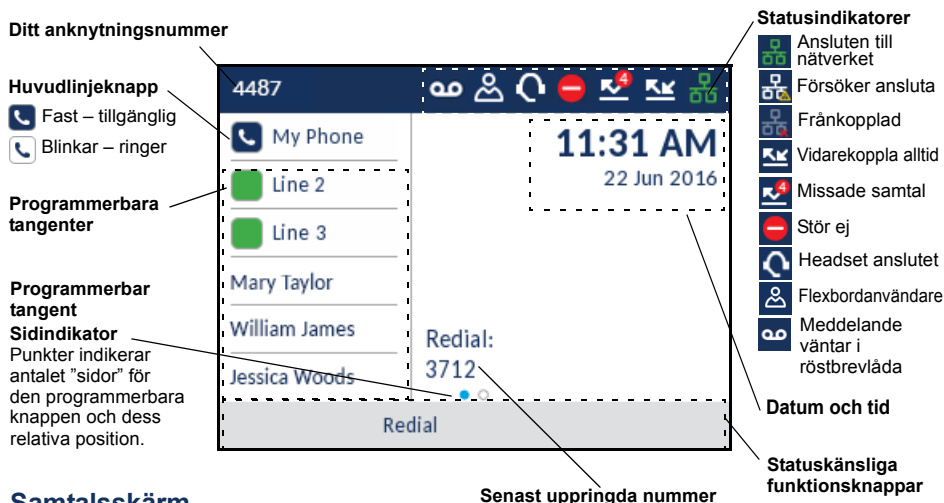 Ditt anknytningsnummer
Huvudlinjeknapp
Fast – tillgänglig
Blinkar – ringer
Programmerbara
tangenter
Programmerbar
tangent
Sidindikator
Punkter indikerar
antalet "sidor" för
den programmerbara
knappen och dess
relativa position.
4487
4
My Phone
Line 2
Line 3
Mary Taylor
William James
Jessica Woods
11:31 AM
22 Jun 2016
Redial:
3712
Redial
Statusindikatorer
Ansluten till
nätverket
Försöker ansluta
Frånkopplad
Vidarekoppla alltid
4
Missade samtal
Stör ej
Headset anslutet
Flexbordanvändare
Meddelande
väntar i
röstbrevlåda
Datum och tid
Statuskänsliga
funktionsknappar
Senast uppringda nummer
Samtalsskärm